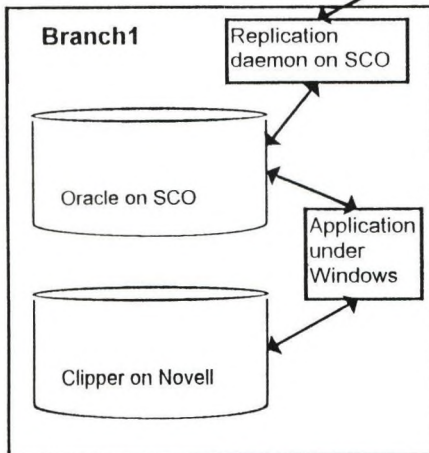 Branch1
Replication
daemon on SCO
Oracle on SCO
Application
under
Windows
Clipper on Novell